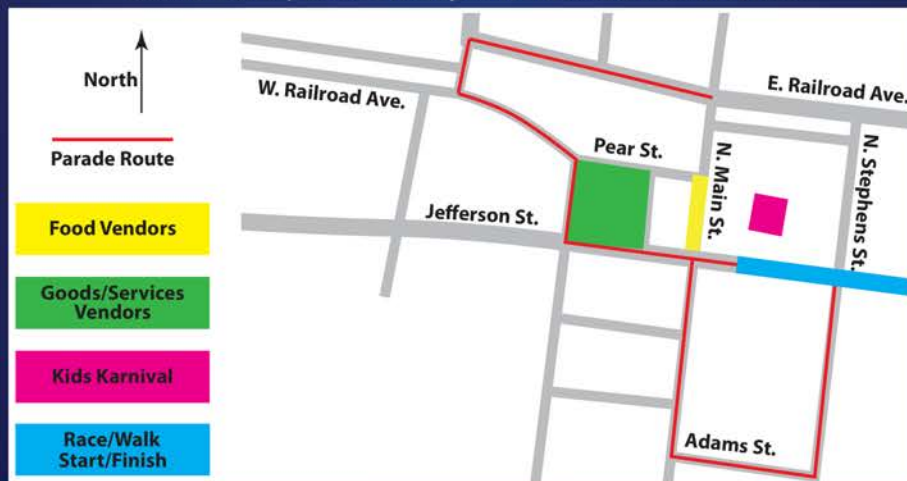 North
Parade Route
Food Vendors
Goods/Services
Vendors
Kids Karnival
Race/Walk
Start/Finish
W. Railroad Ave.
E. Railroad Ave.
Pear St.
N. Main St.
N. Stephens St.
Jefferson St.
Adams St.